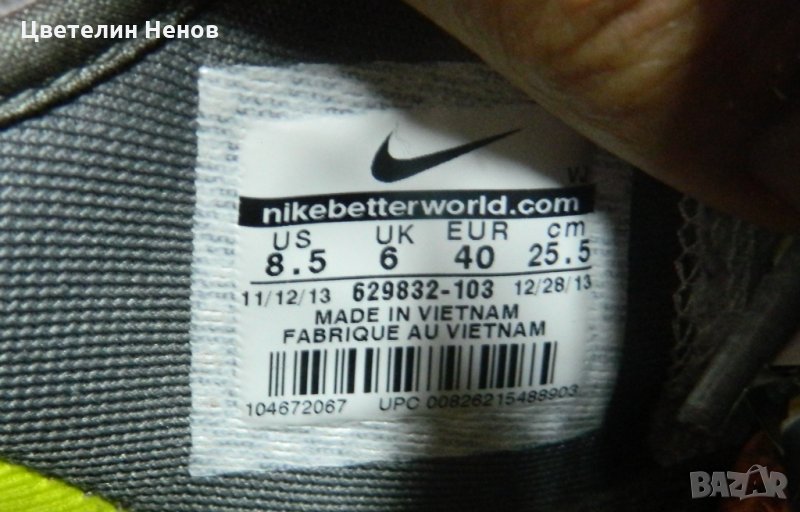 Цветелин Ненов
W
nikebetterworld.com
US UK EUR cm
8.5 6 40 25.5
11/12/13 629832-103 12/28/13
MADE IN VIETNAM
FABRIQUE AU VIETNAM
104672067 UPC 00826215488903
BAZAR